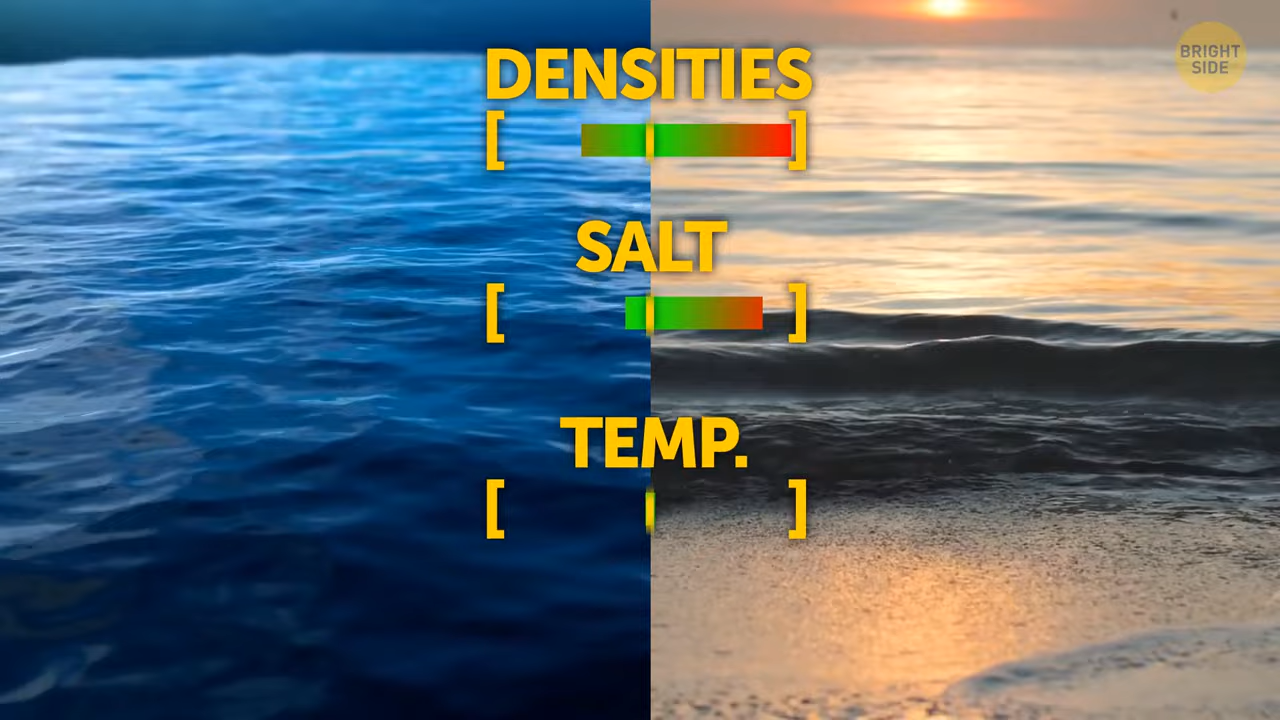 BRIGHT
SIDE
DENSITIES
[ ]
SALT
[ ]
TEMP.
[ ]